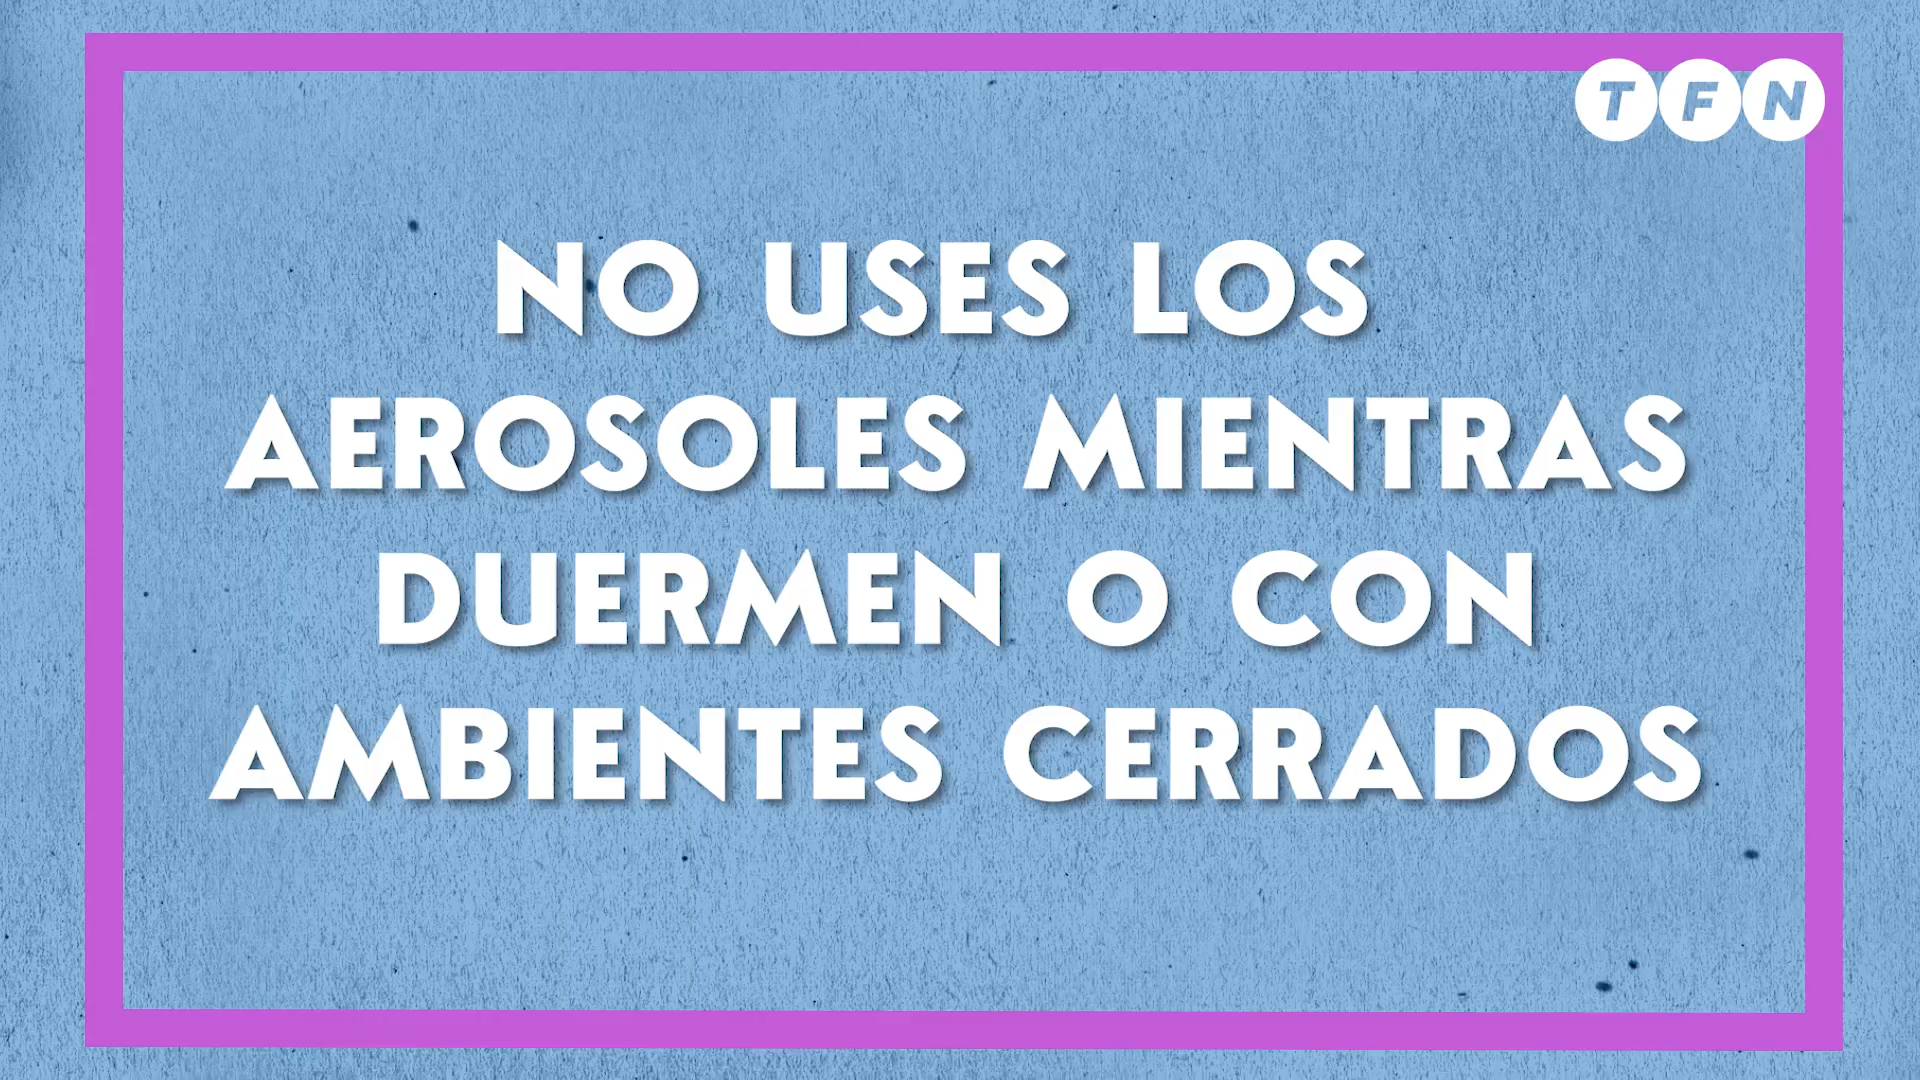 TFN
NO USES LOS
AEROSOLES MIENTRAS
DUERMEN O CON
AMBIENTES CERRADOS